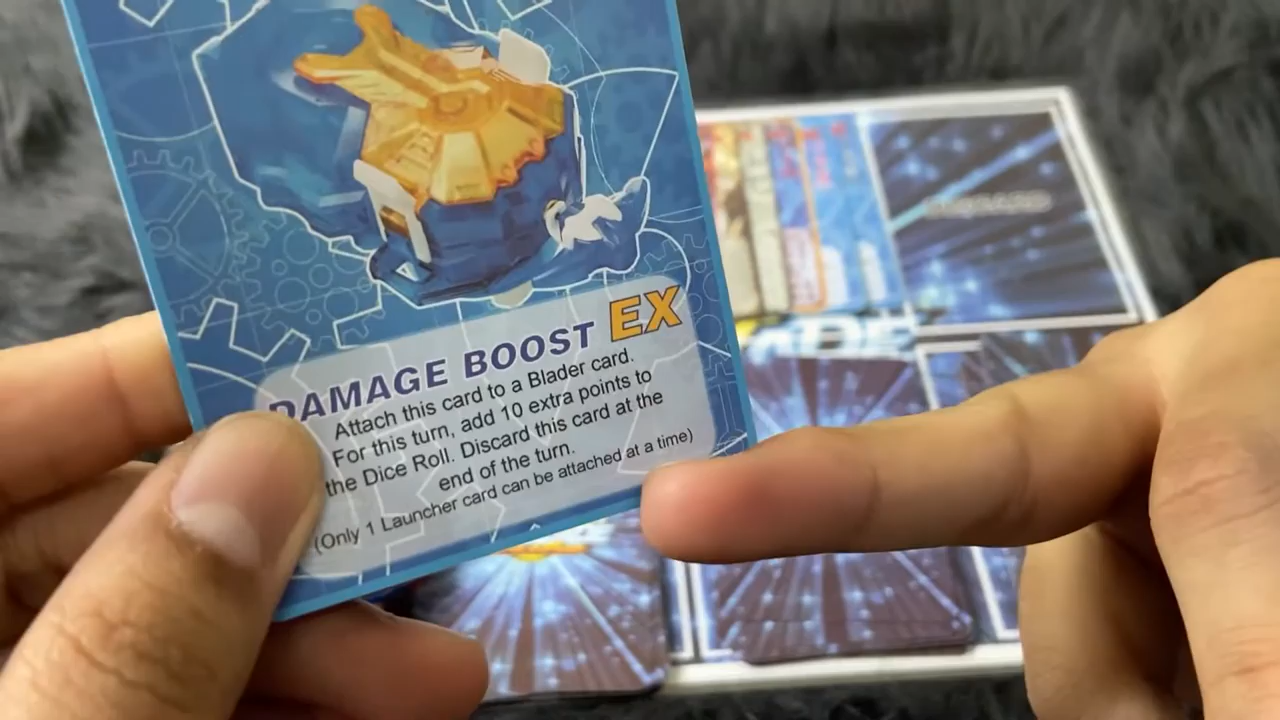 DAMAGE BOOST EX
Attach this card to a Blader card.
For this turn, add 10 extra points to
the Dice Roll. Discard this card at the
end of the turn.
(Only 1 Launcher card can be attached at a time)